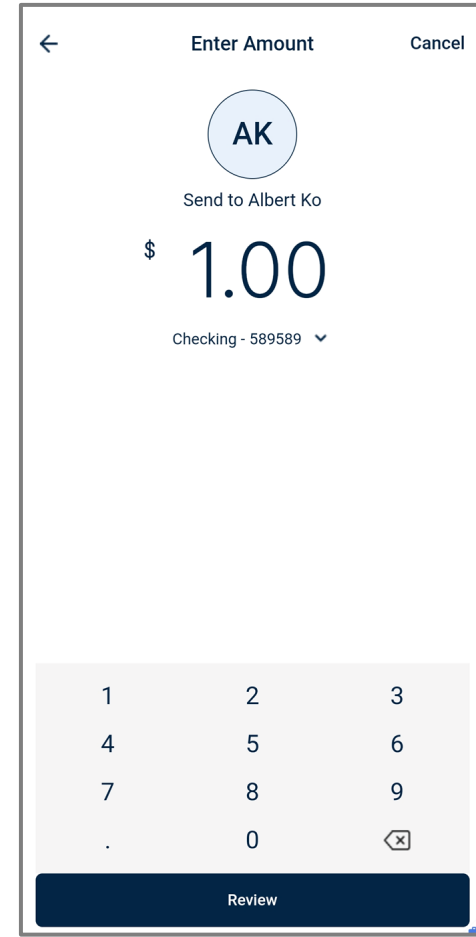 Enter Amount Cancel
AK
Send to Albert Ko
$ 1.00
Checking - 589589
1 2 3
4 5 6
7 8 9
. 0
Review